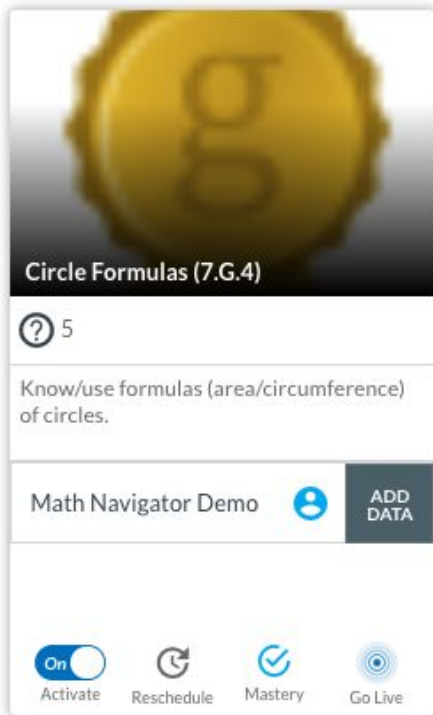 g
Circle Formulas (7.G.4)
? 5
Know/use formulas (area/circumference)
of circles.
Math Navigator Demo
ADD
DATA
On
Activate
Reschedule
Mastery
Go Live